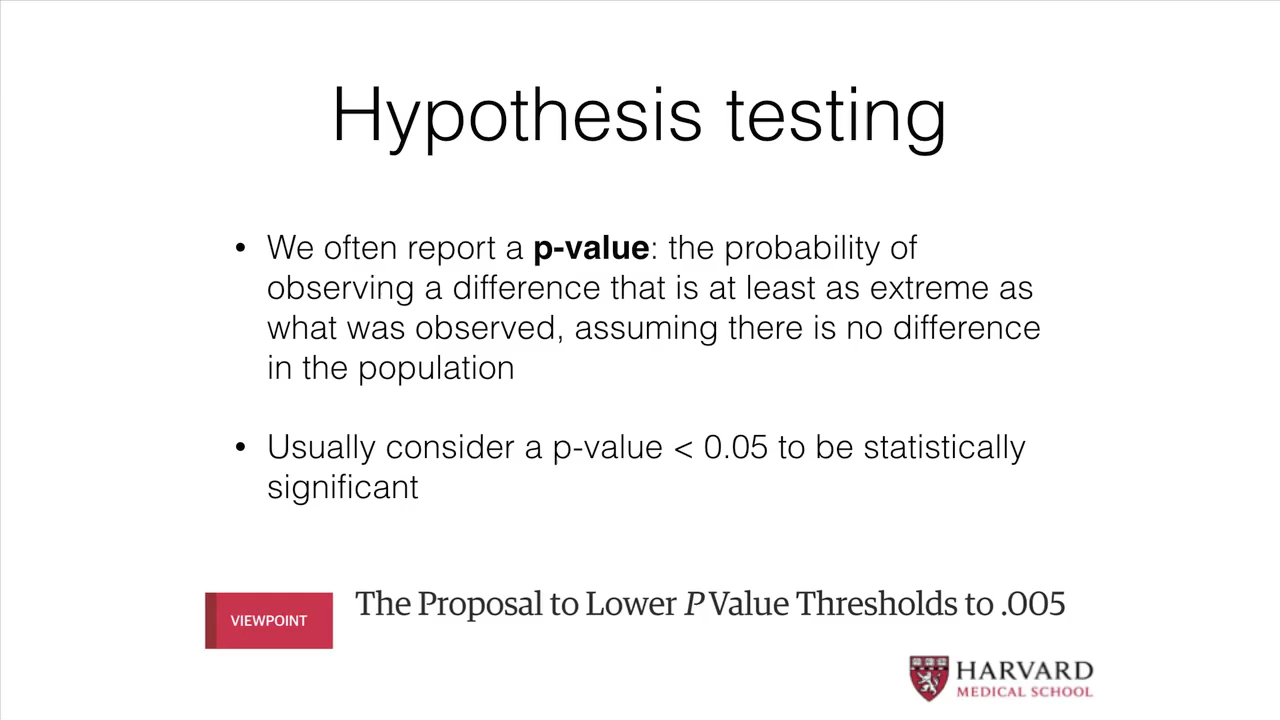 Hypothesis testing
• We often report a p-value: the probability of
observing a difference that is at least as extreme as
what was observed, assuming there is no difference
in the population
• Usually consider a p-value < 0.05 to be statistically
significant
VIEWPOINT
The Proposal to Lower P Value Thresholds to .005
HARVARD
MEDICAL SCHOOL